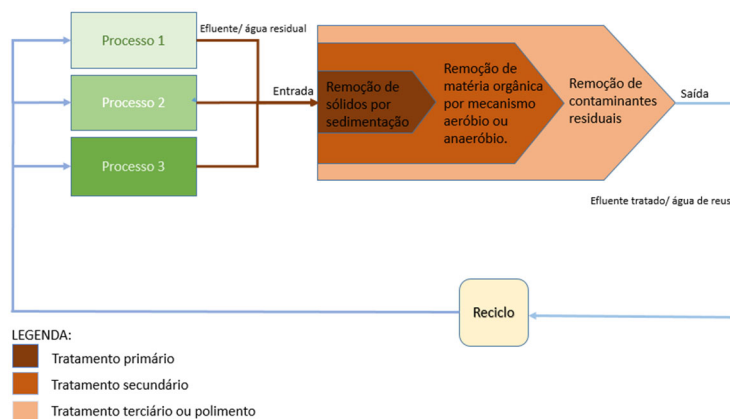 Processo 1
Efluente/ água residual
Processo 2
Processo 3
Entrada
Remoção de
sólidos por
sedimentação
Remoção de
matéria orgânica
por mecanismo
aeróbio ou
anaeróbio.
Remoção de
contaminantes
residuais
Saída
Efluente tratado/ água de reus
Reciclo
LEGENDA:
Tratamento primário
Tratamento secundário
Tratamento terciário ou polimento